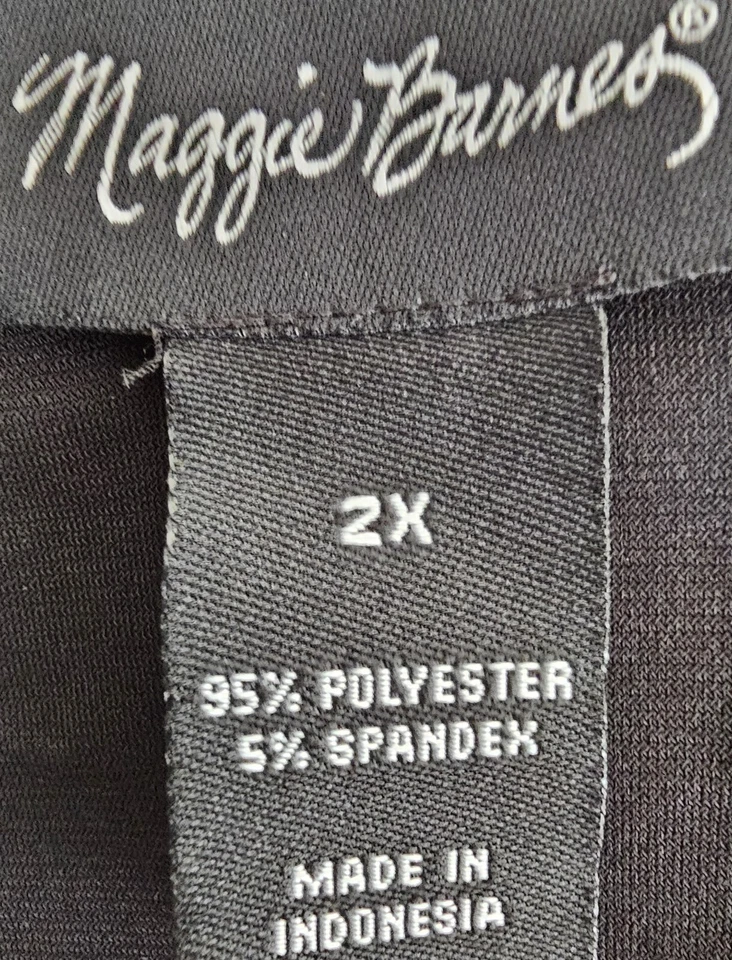 Maggie Barnes®
2X
95% POLYESTER
5% SPANDEX
MADE IN
INDONESIA